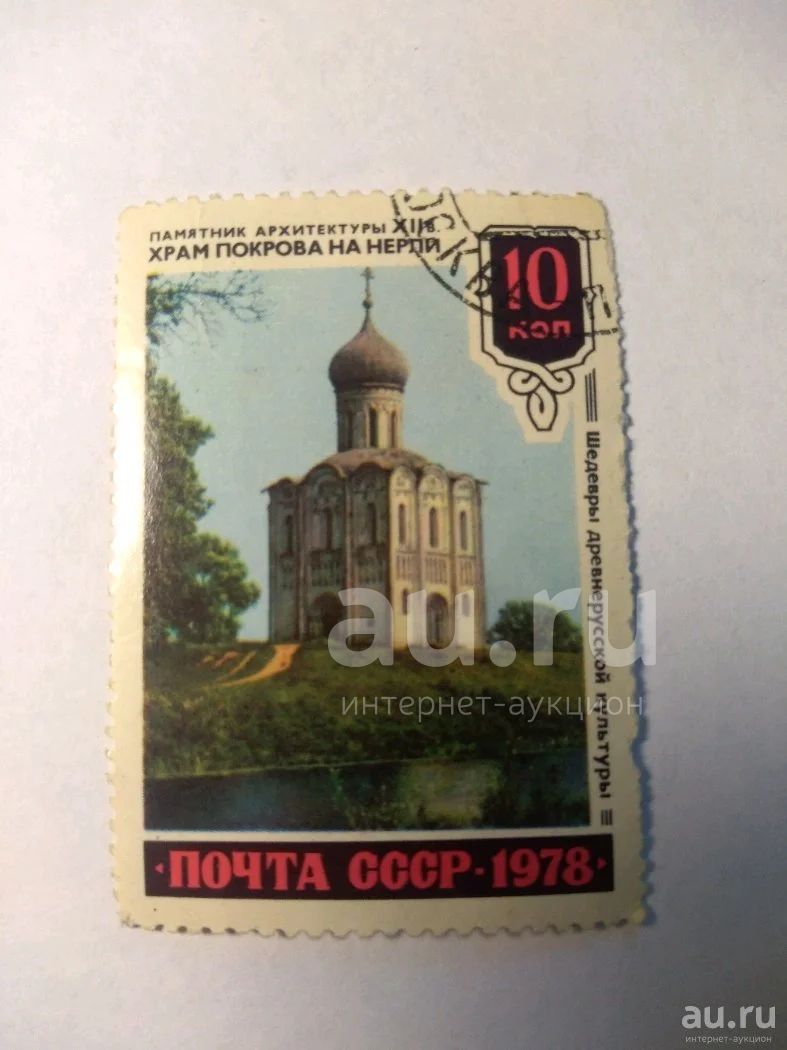 ПАМЯТНИК АРХИТЕКТУРЫ XII в.
ХРАМ ПОКРОВА НА НЕРЛИ
10
КОП
Шедевры древнерусской культуры
ПОЧТА СССР·1978
au.ru
интернет-аукцион
au.ru
интернет-аукцион